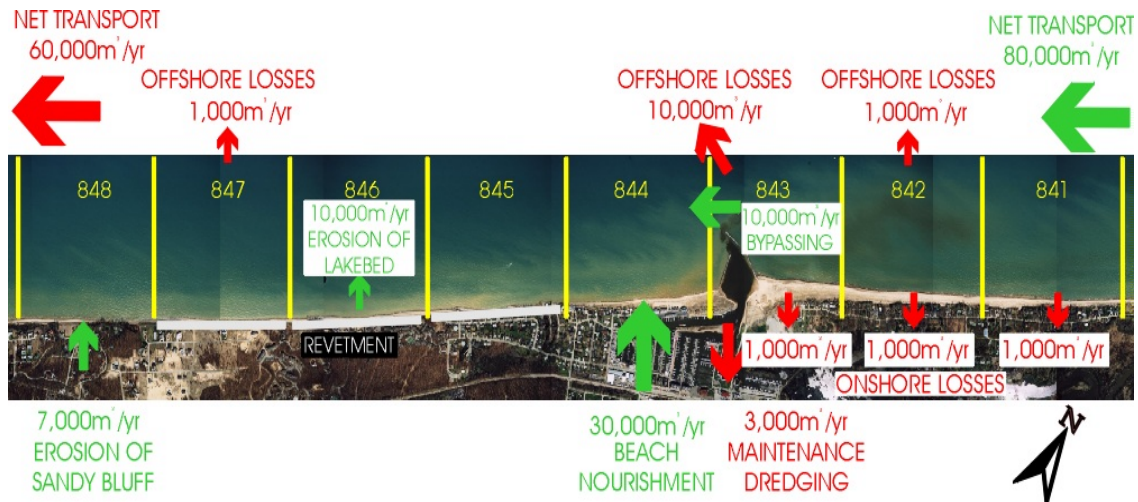 NET TRANSPORT
60,000m³/yr
OFFSHORE LOSSES
1,000m³/yr
OFFSHORE LOSSES
10,000m³/yr
OFFSHORE LOSSES
1,000m³/yr
NET TRANSPORT
80,000m³/yr
848
847
846
845
844
843
842
841
10,000m³/yr
EROSION OF
LAKEBED
10,000m³/yr
BYPASSING
REVETMENT
1,000m³/yr
1,000m³/yr
1,000m³/yr
ONSHORE LOSSES
7,000m³/yr
EROSION OF
SANDY BLUFF
30,000m³/yr
BEACH
NOURISHMENT
3,000m³/yr
MAINTENANCE
DREDGING
N